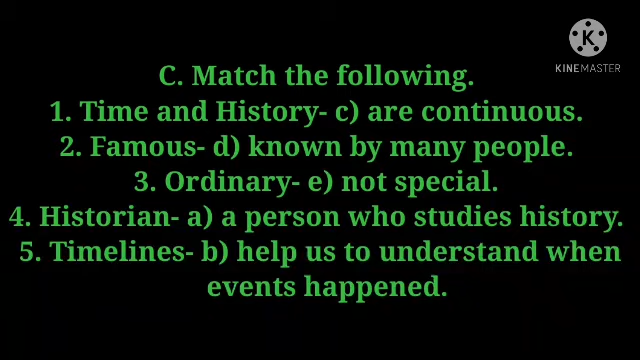 KINEMASTER
C. Match the following.
1. Time and History- c) are continuous.
2. Famous- d) known by many people.
3. Ordinary- e) not special.
4. Historian- a) a person who studies history.
5. Timelines- b) help us to understand when
events happened.